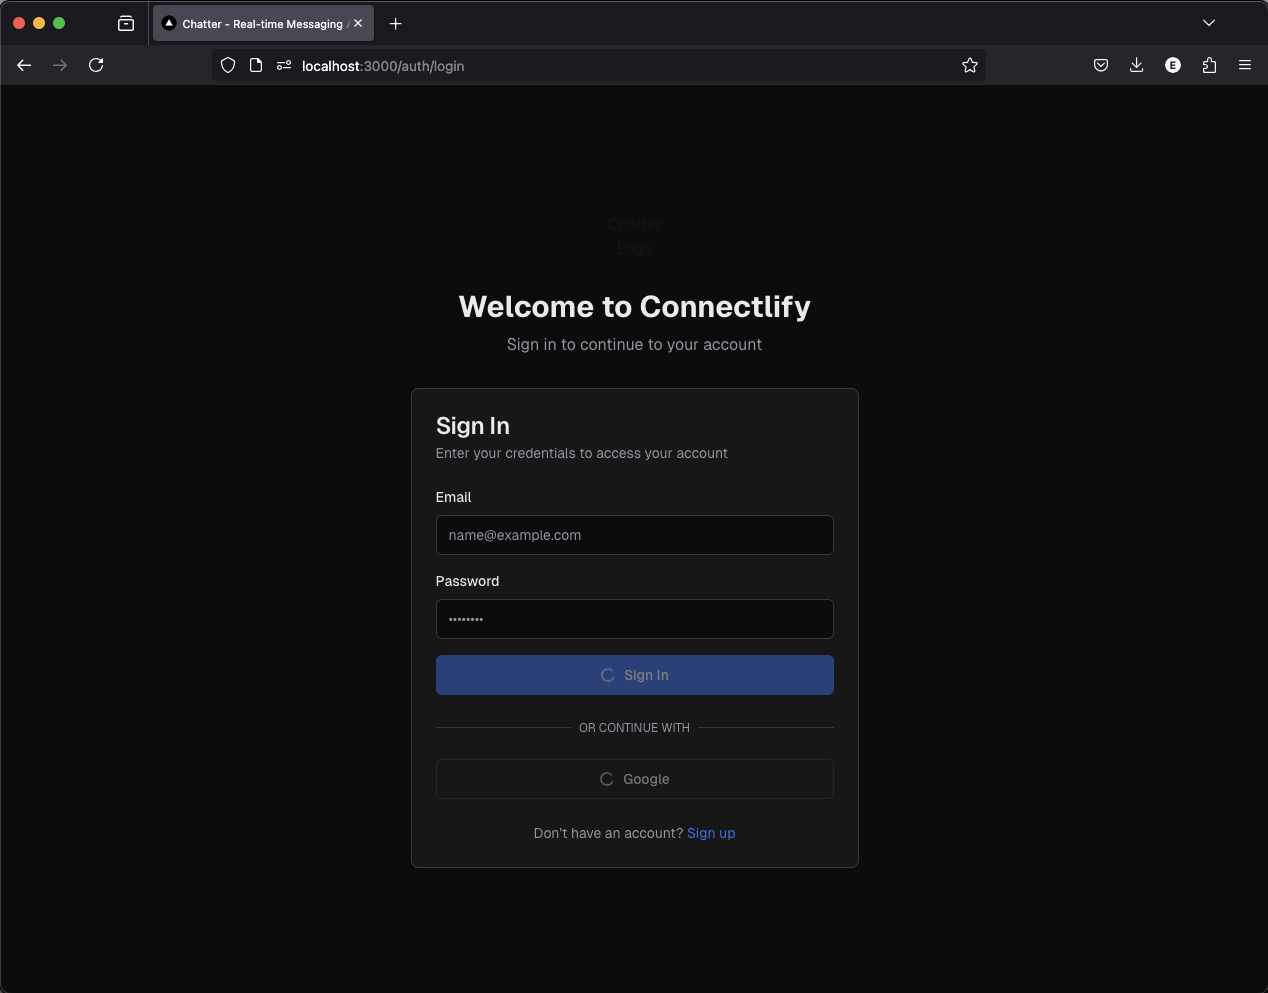 Chatter - Real-time Messaging
localhost:3000/auth/login
E
Chatter
Logo
Welcome to Connectlify
Sign in to continue to your account
Sign In
Enter your credentials to access your account
Email
name@example.com
Password
••••••••
Sign In
OR CONTINUE WITH
Google
Don't have an account? Sign up